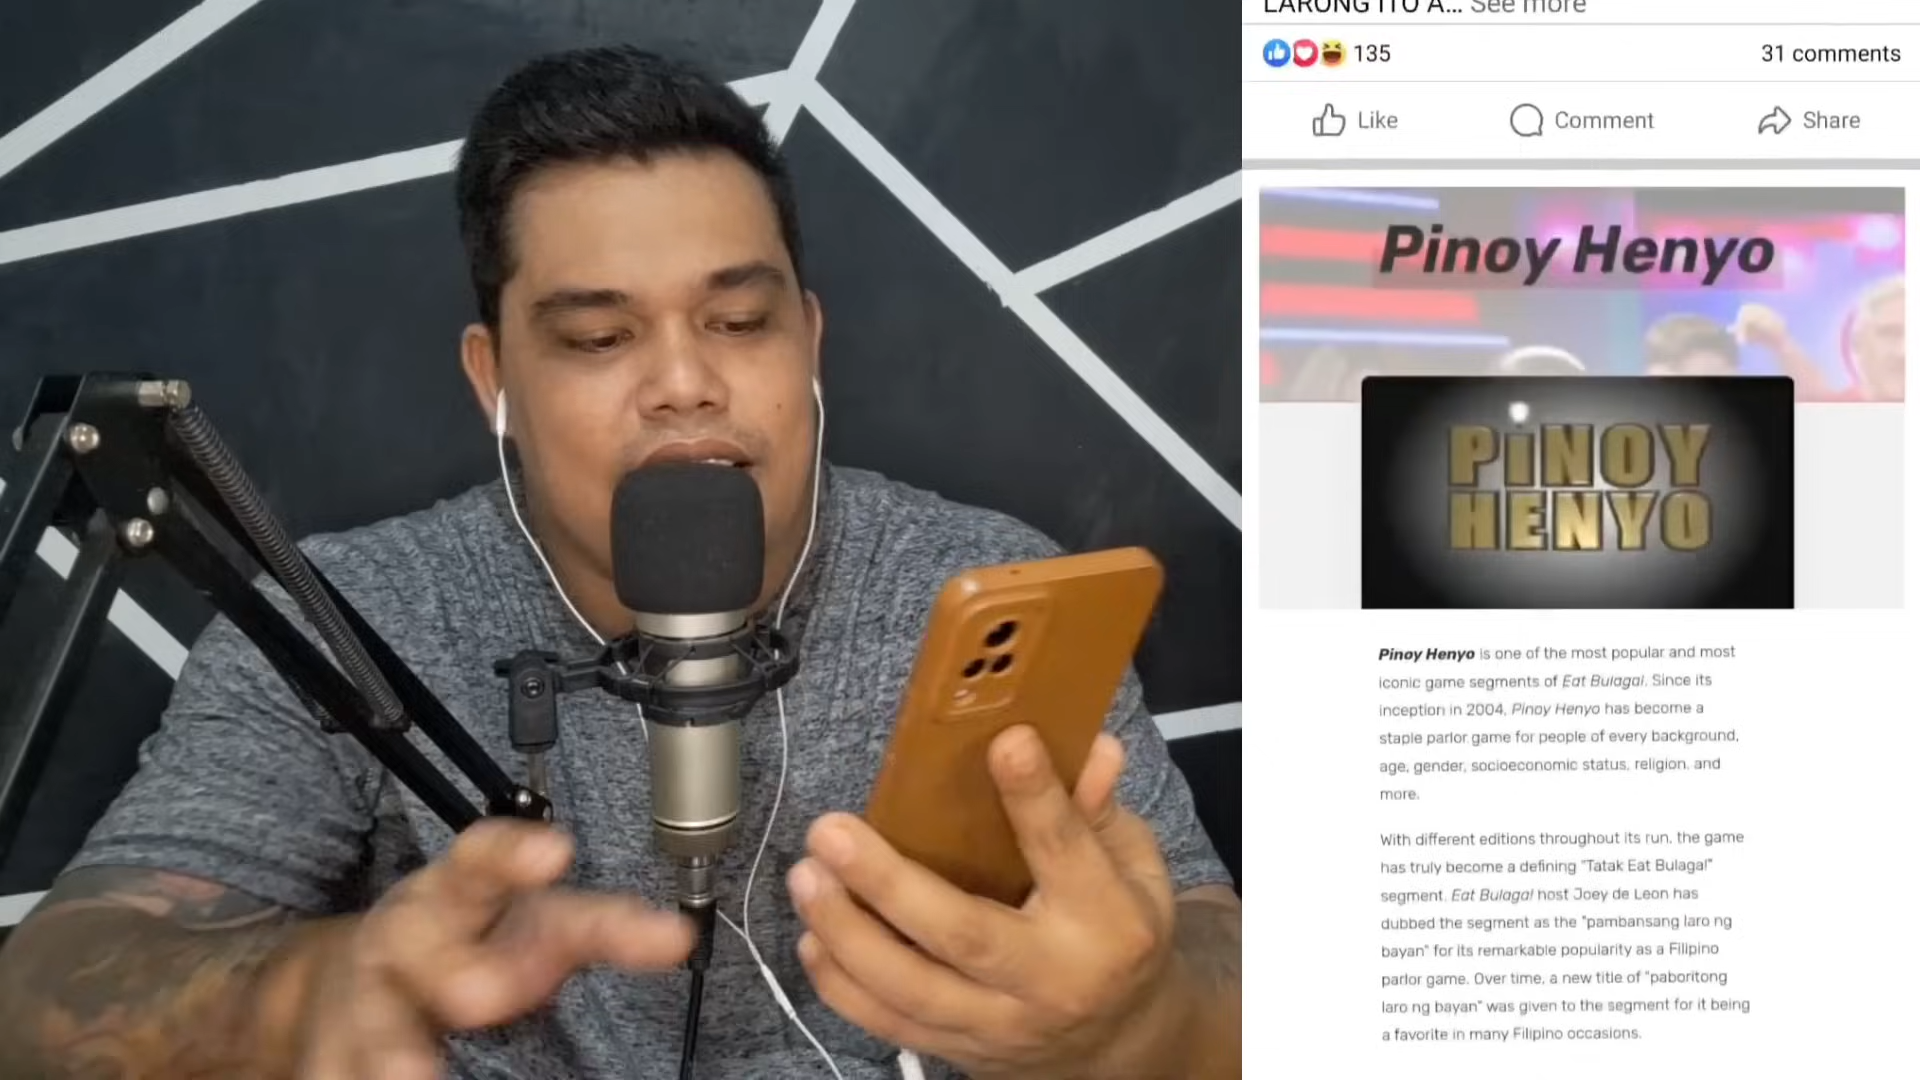 LARONG ITO A... See more
135
31 comments
Like
Comment
Share
Pinoy Henyo
PiNOY
HENYO
Pinoy Henyo is one of the most popular and most
iconic game segments of Eat Bulaga!. Since its
inception in 2004, Pinoy Henyo has become a
staple parlor game for people of every background,
age, gender, socioeconomic status, religion, and
more.
With different editions throughout its run, the game
has truly become a defining "Tatak Eat Bulaga!"
segment. Eat Bulaga! host Joey de Leon has
dubbed the segment as the "pambansang laro ng
bayan" for its remarkable popularity as a Filipino
parlor game. Over time, a new title of "paboritong
laro ng bayan" was given to the segment for it being
a favorite in many Filipino occasions.